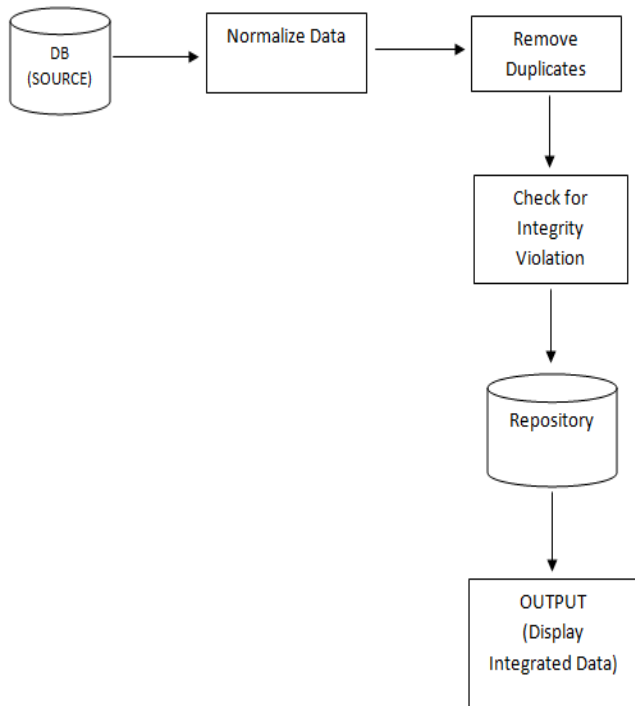 DB
(SOURCE)
Normalize Data
Remove
Duplicates
Check for
Integrity
Violation
Repository
OUTPUT
(Display
Integrated Data)